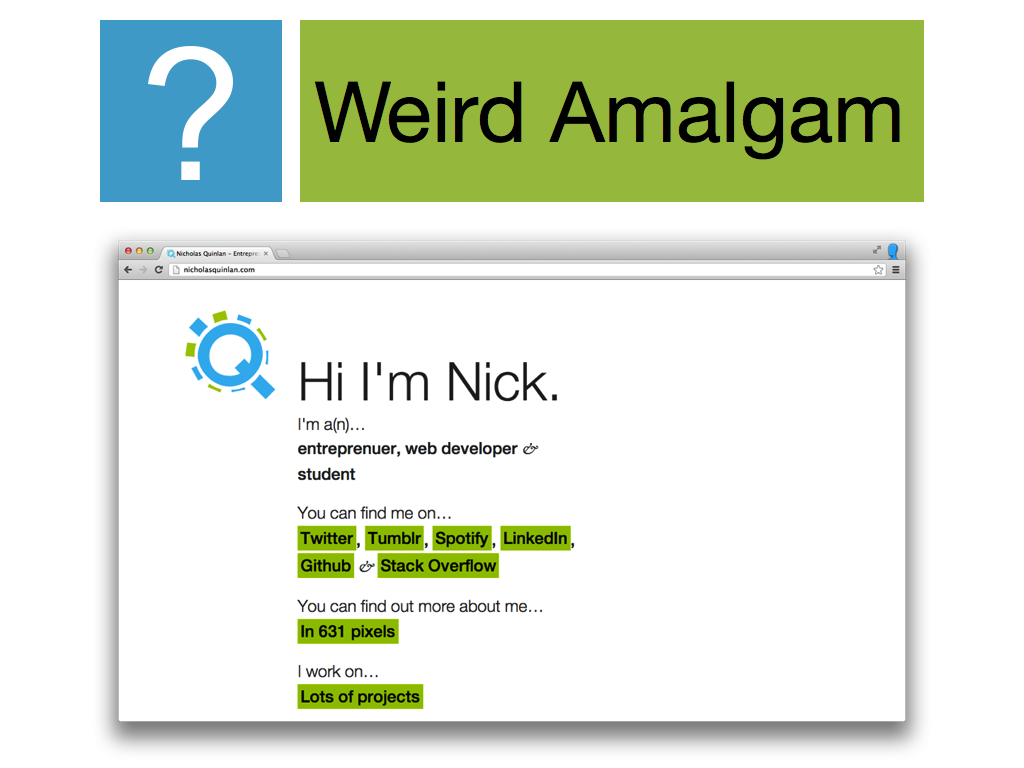 ?
Weird Amalgam
Nicholas Quinlan – Entrepre
nicholasquinlan.com
Hi I'm Nick.
I'm a(n)…
entreprenuer, web developer &
student
You can find me on…
Twitter, Tumblr, Spotify, LinkedIn,
Github & Stack Overflow
You can find out more about me…
In 631 pixels
I work on…
Lots of projects